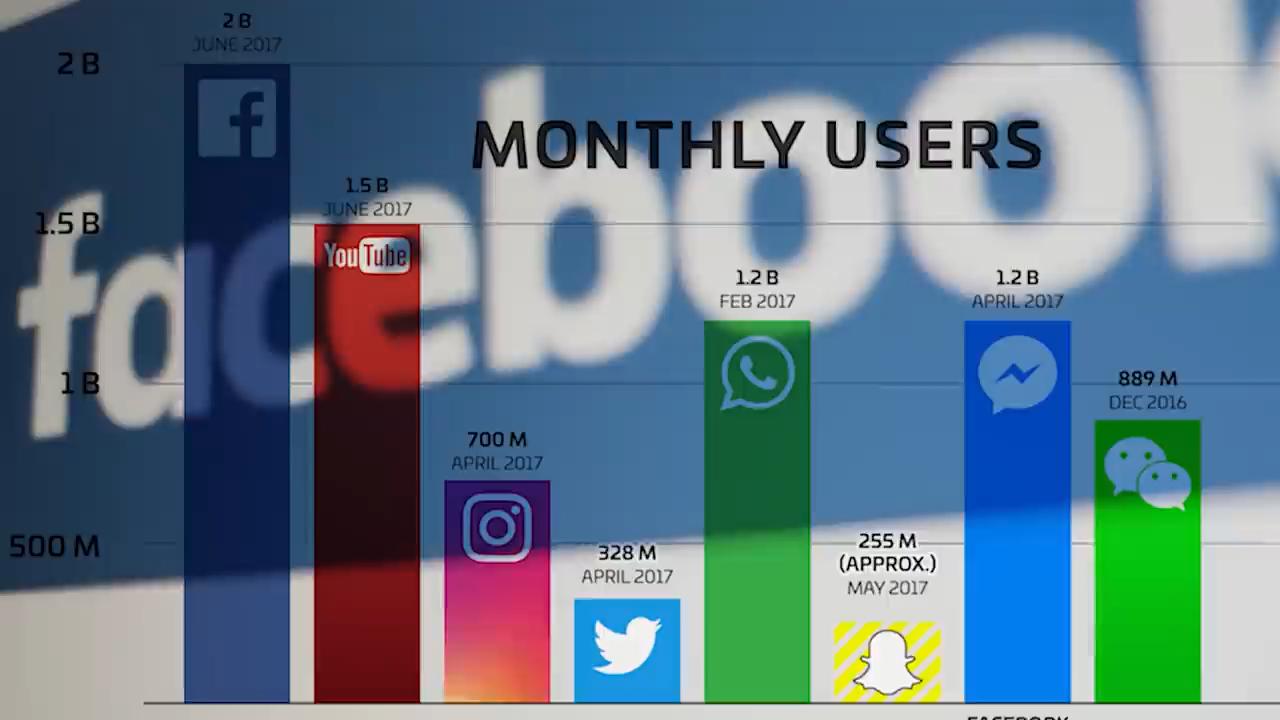 2 B
JUNE 2017
2 B
MONTHLY USERS
1.5 B
JUNE 2017
1.5 B
YouTube
facebook
1.2 B
FEB 2017
1.2 B
APRIL 2017
1 B
889 M
DEC 2016
700 M
APRIL 2017
500 M
328 M
APRIL 2017
255 M
(APPROX.)
MAY 2017
FACEBOOK